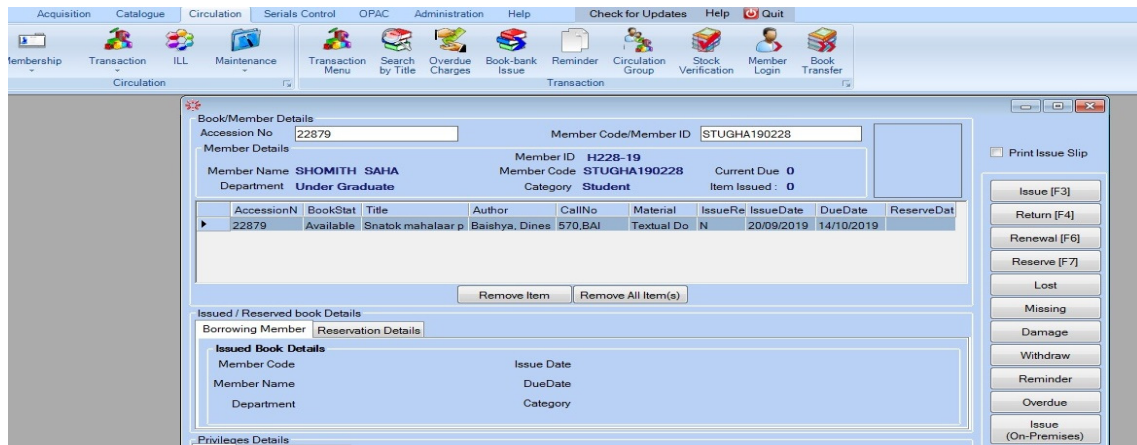 Acquisition Catalogue Circulation Serials Control OPAC Administration Help Check for Updates Help Quit
Membership Transaction ILL Maintenance Transaction Menu Search by Title Overdue Charges Book-bank Issue Reminder Circulation Group Stock Verification Member Login Book Transfer
Circulation Transaction
Book/Member Details
Accession No 22879 Member Code/Member ID STUGHA190228
Print Issue Slip
Member Details
Member ID H228-19
Member Name SHOMITH SAHA Member Code STUGHA190228 Current Due 0
Department Under Graduate Category Student Item Issued : 0
Issue [F3]
AccessionN BookStat Title Author CallNo Material IssueRe IssueDate DueDate ReserveDat
Return [F4]
22879 Available Snatok mahalaar p Baishya, Dines 570,BAI Textual Do N 20/09/2019 14/10/2019
Renewal [F6]
Reserve [F7]
Lost
Remove Item Remove All Item(s)
Missing
Issued / Reserved book Details
Borrowing Member Reservation Details
Damage
Issued Book Details
Withdraw
Member Code Issue Date
Member Name DueDate
Reminder
Department Category
Overdue
Issue
(On-Premises)
Privileges Details